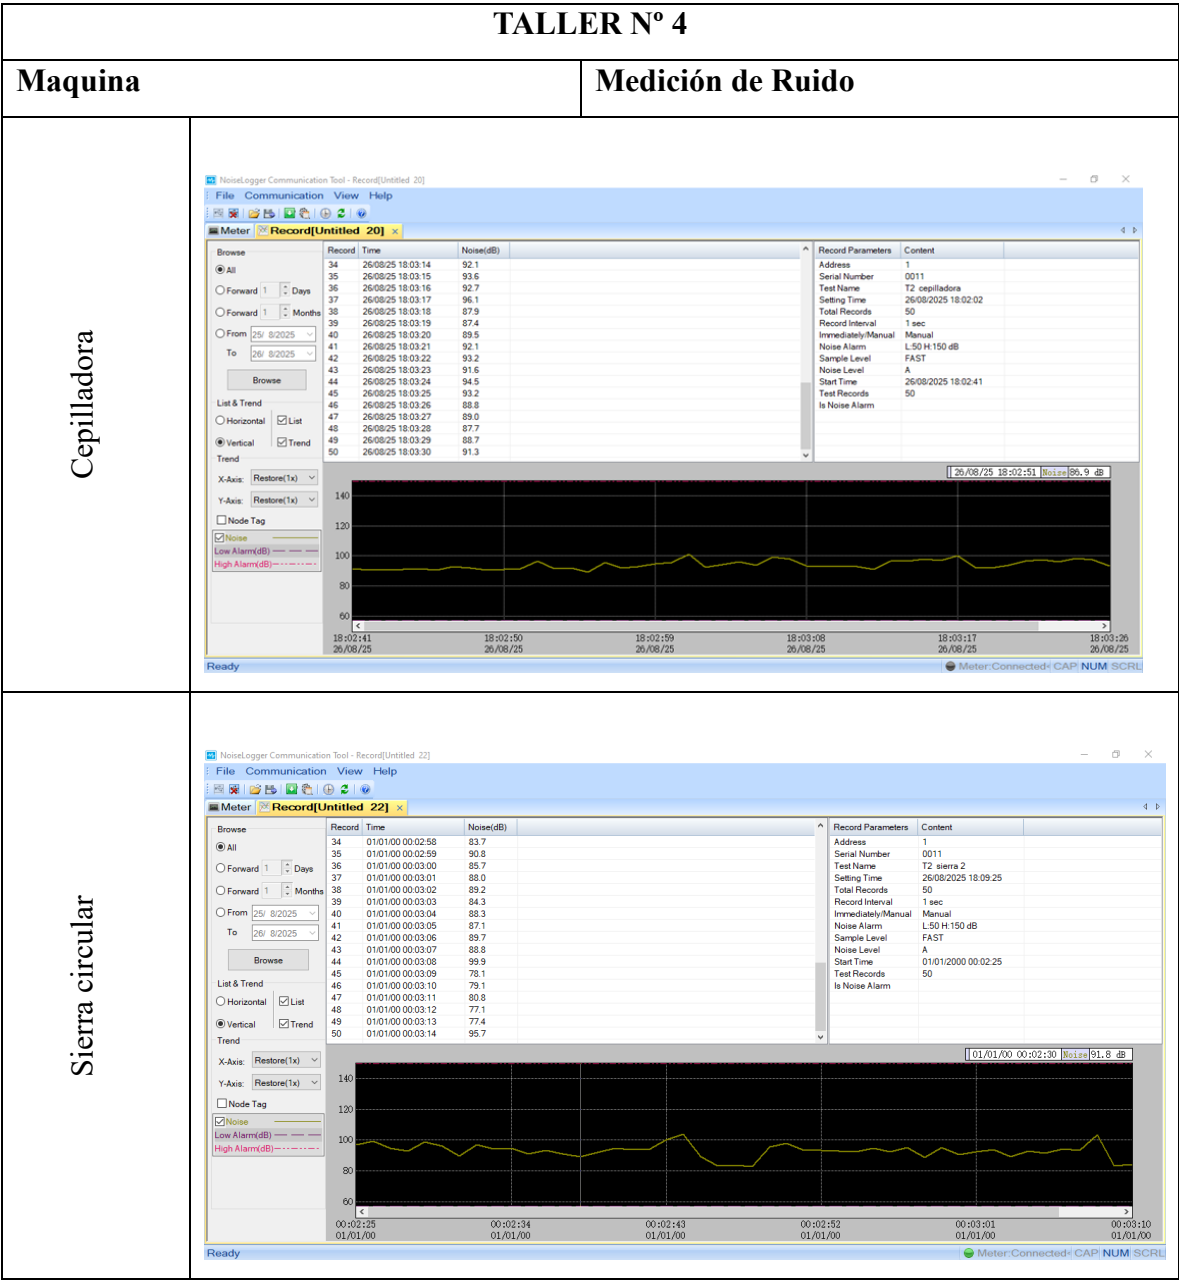 TALLER Nº 4
Maquina Medición de Ruido
Cepilladora
NoiseLogger Communication Tool - Record[Untitled 20]
File Communication View Help
Meter Record[Untitled 20] ×
Browse
All
Forward 1 Days
Forward 1 Months
From 25/ 8/2025
To 26/ 8/2025
Browse
List & Trend
Horizontal List
Vertical Trend
Trend
X-Axis: Restore(1x)
Y-Axis: Restore(1x)
Node Tag
Noise
Low Alarm(dB)
High Alarm(dB)
Record Time Noise(dB)
34 26/08/25 18:03:14 92.1
35 26/08/25 18:03:15 93.6
36 26/08/25 18:03:16 92.7
37 26/08/25 18:03:17 96.1
38 26/08/25 18:03:18 87.9
39 26/08/25 18:03:19 87.4
40 26/08/25 18:03:20 89.5
41 26/08/25 18:03:21 92.1
42 26/08/25 18:03:22 93.2
43 26/08/25 18:03:23 91.6
44 26/08/25 18:03:24 94.5
45 26/08/25 18:03:25 93.2
46 26/08/25 18:03:26 88.8
47 26/08/25 18:03:27 89.0
48 26/08/25 18:03:28 87.7
49 26/08/25 18:03:29 88.7
50 26/08/25 18:03:30 91.3
Record Parameters Content
Address 1
Serial Number 0011
Test Name T2 cepilladora
Setting Time 26/08/2025 18:02:02
Total Records 50
Record Interval 1 sec
Immediately/Manual Manual
Noise Alarm L:50 H:150 dB
Sample Level FAST
Noise Level A
Start Time 26/08/2025 18:02:41
Test Records 50
Is Noise Alarm
26/08/25 18:02:51 Noise 86.9 dB
140
120
100
80
60
18:02:41 18:02:50 18:02:59 18:03:08 18:03:17 18:03:26
26/08/25 26/08/25 26/08/25 26/08/25 26/08/25 26/08/25
Ready Meter:Connected CAP NUM SCRL
Sierra circular
NoiseLogger Communication Tool - Record[Untitled 22]
File Communication View Help
Meter Record[Untitled 22] ×
Browse
All
Forward 1 Days
Forward 1 Months
From 25/ 8/2025
To 26/ 8/2025
Browse
List & Trend
Horizontal List
Vertical Trend
Trend
X-Axis: Restore(1x)
Y-Axis: Restore(1x)
Node Tag
Noise
Low Alarm(dB)
High Alarm(dB)
Record Time Noise(dB)
34 01/01/00 00:02:58 83.7
35 01/01/00 00:02:59 90.8
36 01/01/00 00:03:00 85.7
37 01/01/00 00:03:01 88.0
38 01/01/00 00:03:02 89.2
39 01/01/00 00:03:03 84.3
40 01/01/00 00:03:04 88.3
41 01/01/00 00:03:05 87.1
42 01/01/00 00:03:06 89.7
43 01/01/00 00:03:07 88.8
44 01/01/00 00:03:08 99.9
45 01/01/00 00:03:09 78.1
46 01/01/00 00:03:10 79.1
47 01/01/00 00:03:11 80.8
48 01/01/00 00:03:12 77.1
49 01/01/00 00:03:13 77.4
50 01/01/00 00:03:14 95.7
Record Parameters Content
Address 1
Serial Number 0011
Test Name T2 sierra 2
Setting Time 26/08/2025 18:09:25
Total Records 50
Record Interval 1 sec
Immediately/Manual Manual
Noise Alarm L:50 H:150 dB
Sample Level FAST
Noise Level A
Start Time 01/01/2000 00:02:25
Test Records 50
Is Noise Alarm
01/01/00 00:02:30 Noise 91.8 dB
140
120
100
80
60
00:02:25 00:02:34 00:02:43 00:02:52 00:03:01 00:03:10
01/01/00 01/01/00 01/01/00 01/01/00 01/01/00 01/01/00
Ready Meter:Connected CAP NUM SCRL